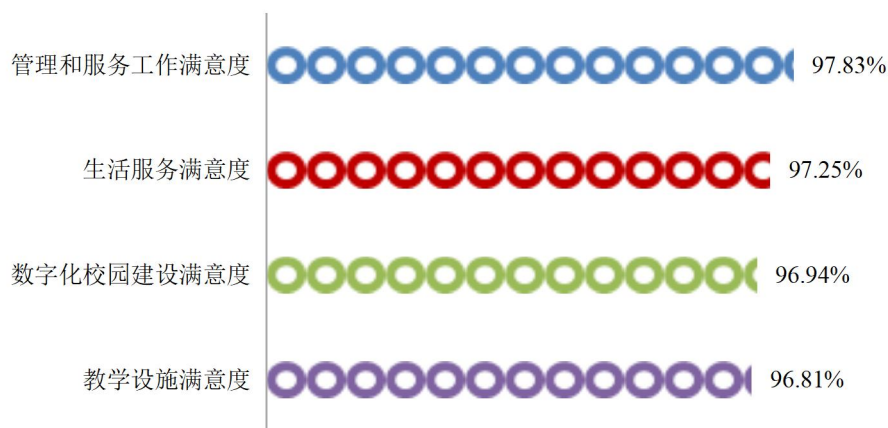 管理和服务工作满意度 97.83%
生活服务满意度 97.25%
数字化校园建设满意度 96.94%
教学设施满意度 96.81%